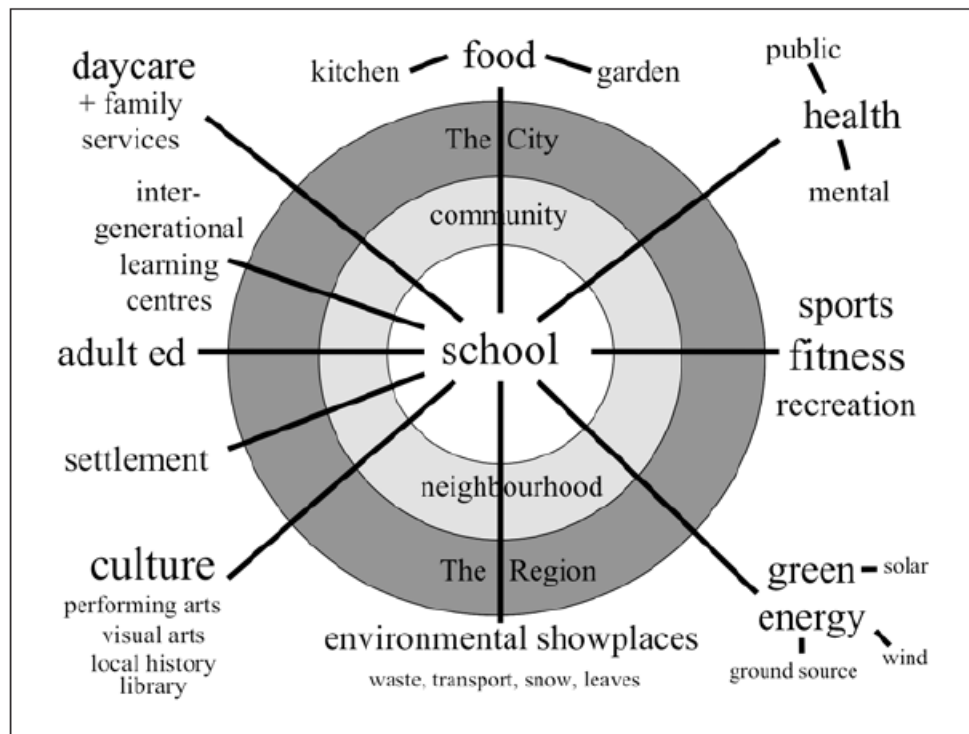 food
kitchen
garden
daycare
+ family
services
public
health
mental
The City
community
inter-
generational
learning
centres
adult ed
school
sports
fitness
recreation
settlement
neighbourhood
The Region
culture
performing arts
visual arts
local history
library
environmental showplaces
waste, transport, snow, leaves
green
solar
energy
ground source
wind